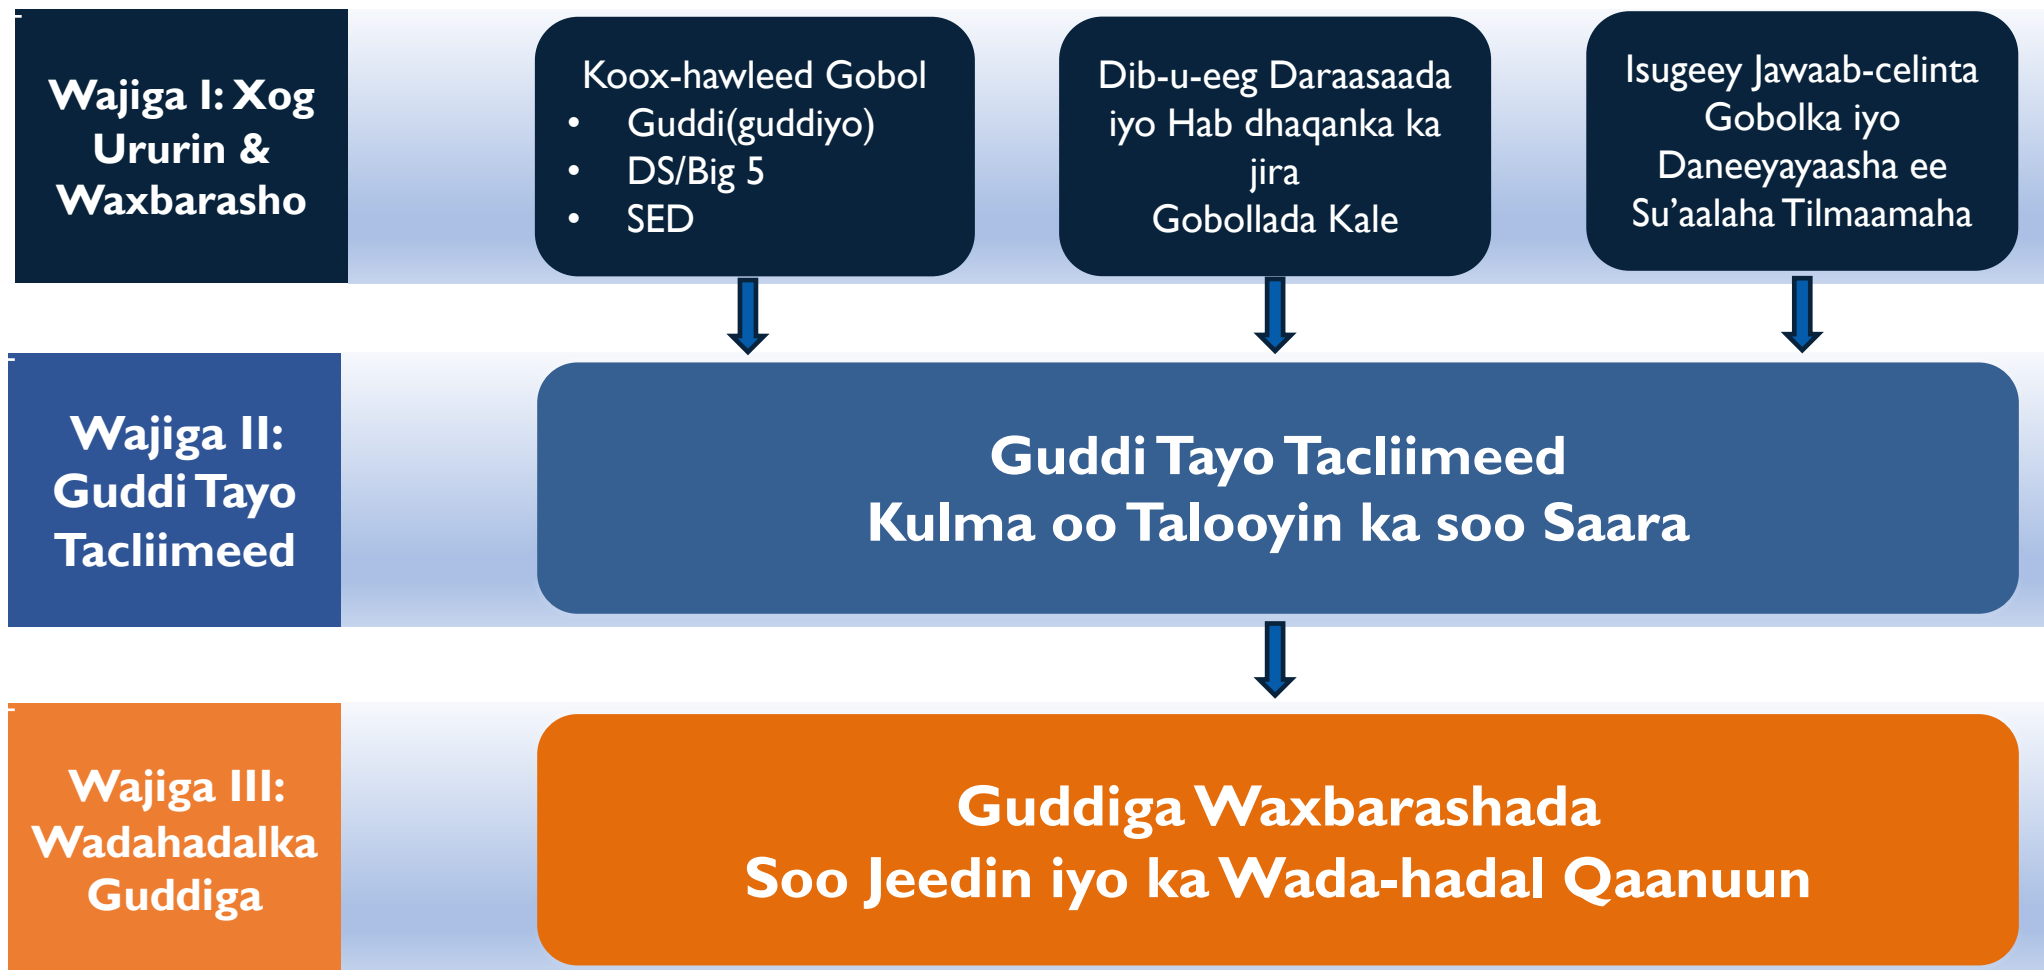 Wajiga I: Xog
Ururin &
Waxbarasho
Koox-hawleed Gobol
• Guddi(guddiyo)
• DS/Big 5
• SED
Dib-u-eeg Daraasaada
iyo Hab dhaqanka ka
jira
Gobollada Kale
Isugeey Jawaab-celinta
Gobolka iyo
Daneeyayaasha ee
Su’aalaha Tilmaamaha
Wajiga II:
Guddi Tayo
Tacliimeed
Guddi Tayo Tacliimeed
Kulma oo Talooyin ka soo Saara
Wajiga III:
Wadahadalka
Guddiga
Guddiga Waxbarashada
Soo Jeedin iyo ka Wada-hadal Qaanuun